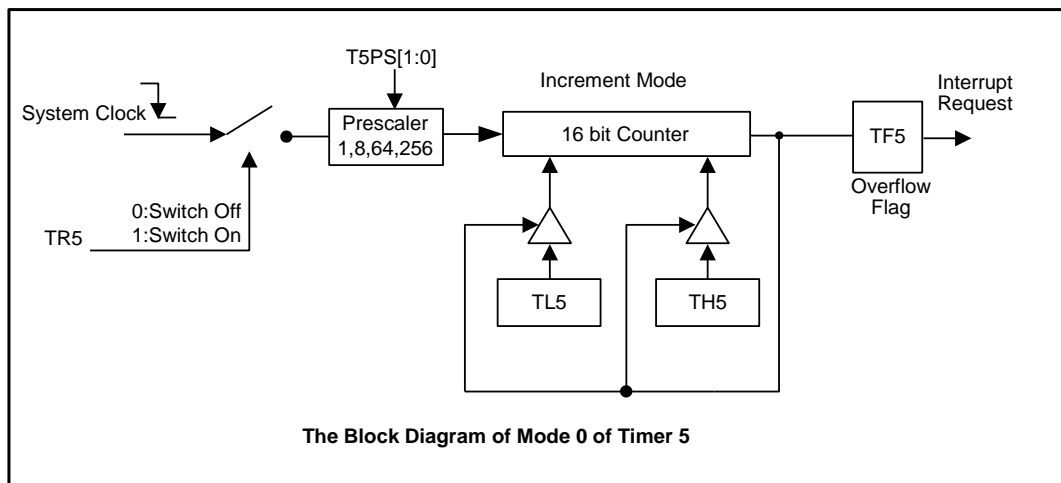 T5PS[1:0]
Increment Mode
Interrupt
Request
System Clock
Prescaler
1,8,64,256
16 bit Counter
TF5
Overflow
Flag
0:Switch Off
1:Switch On
TR5
TL5
TH5
The Block Diagram of Mode 0 of Timer 5